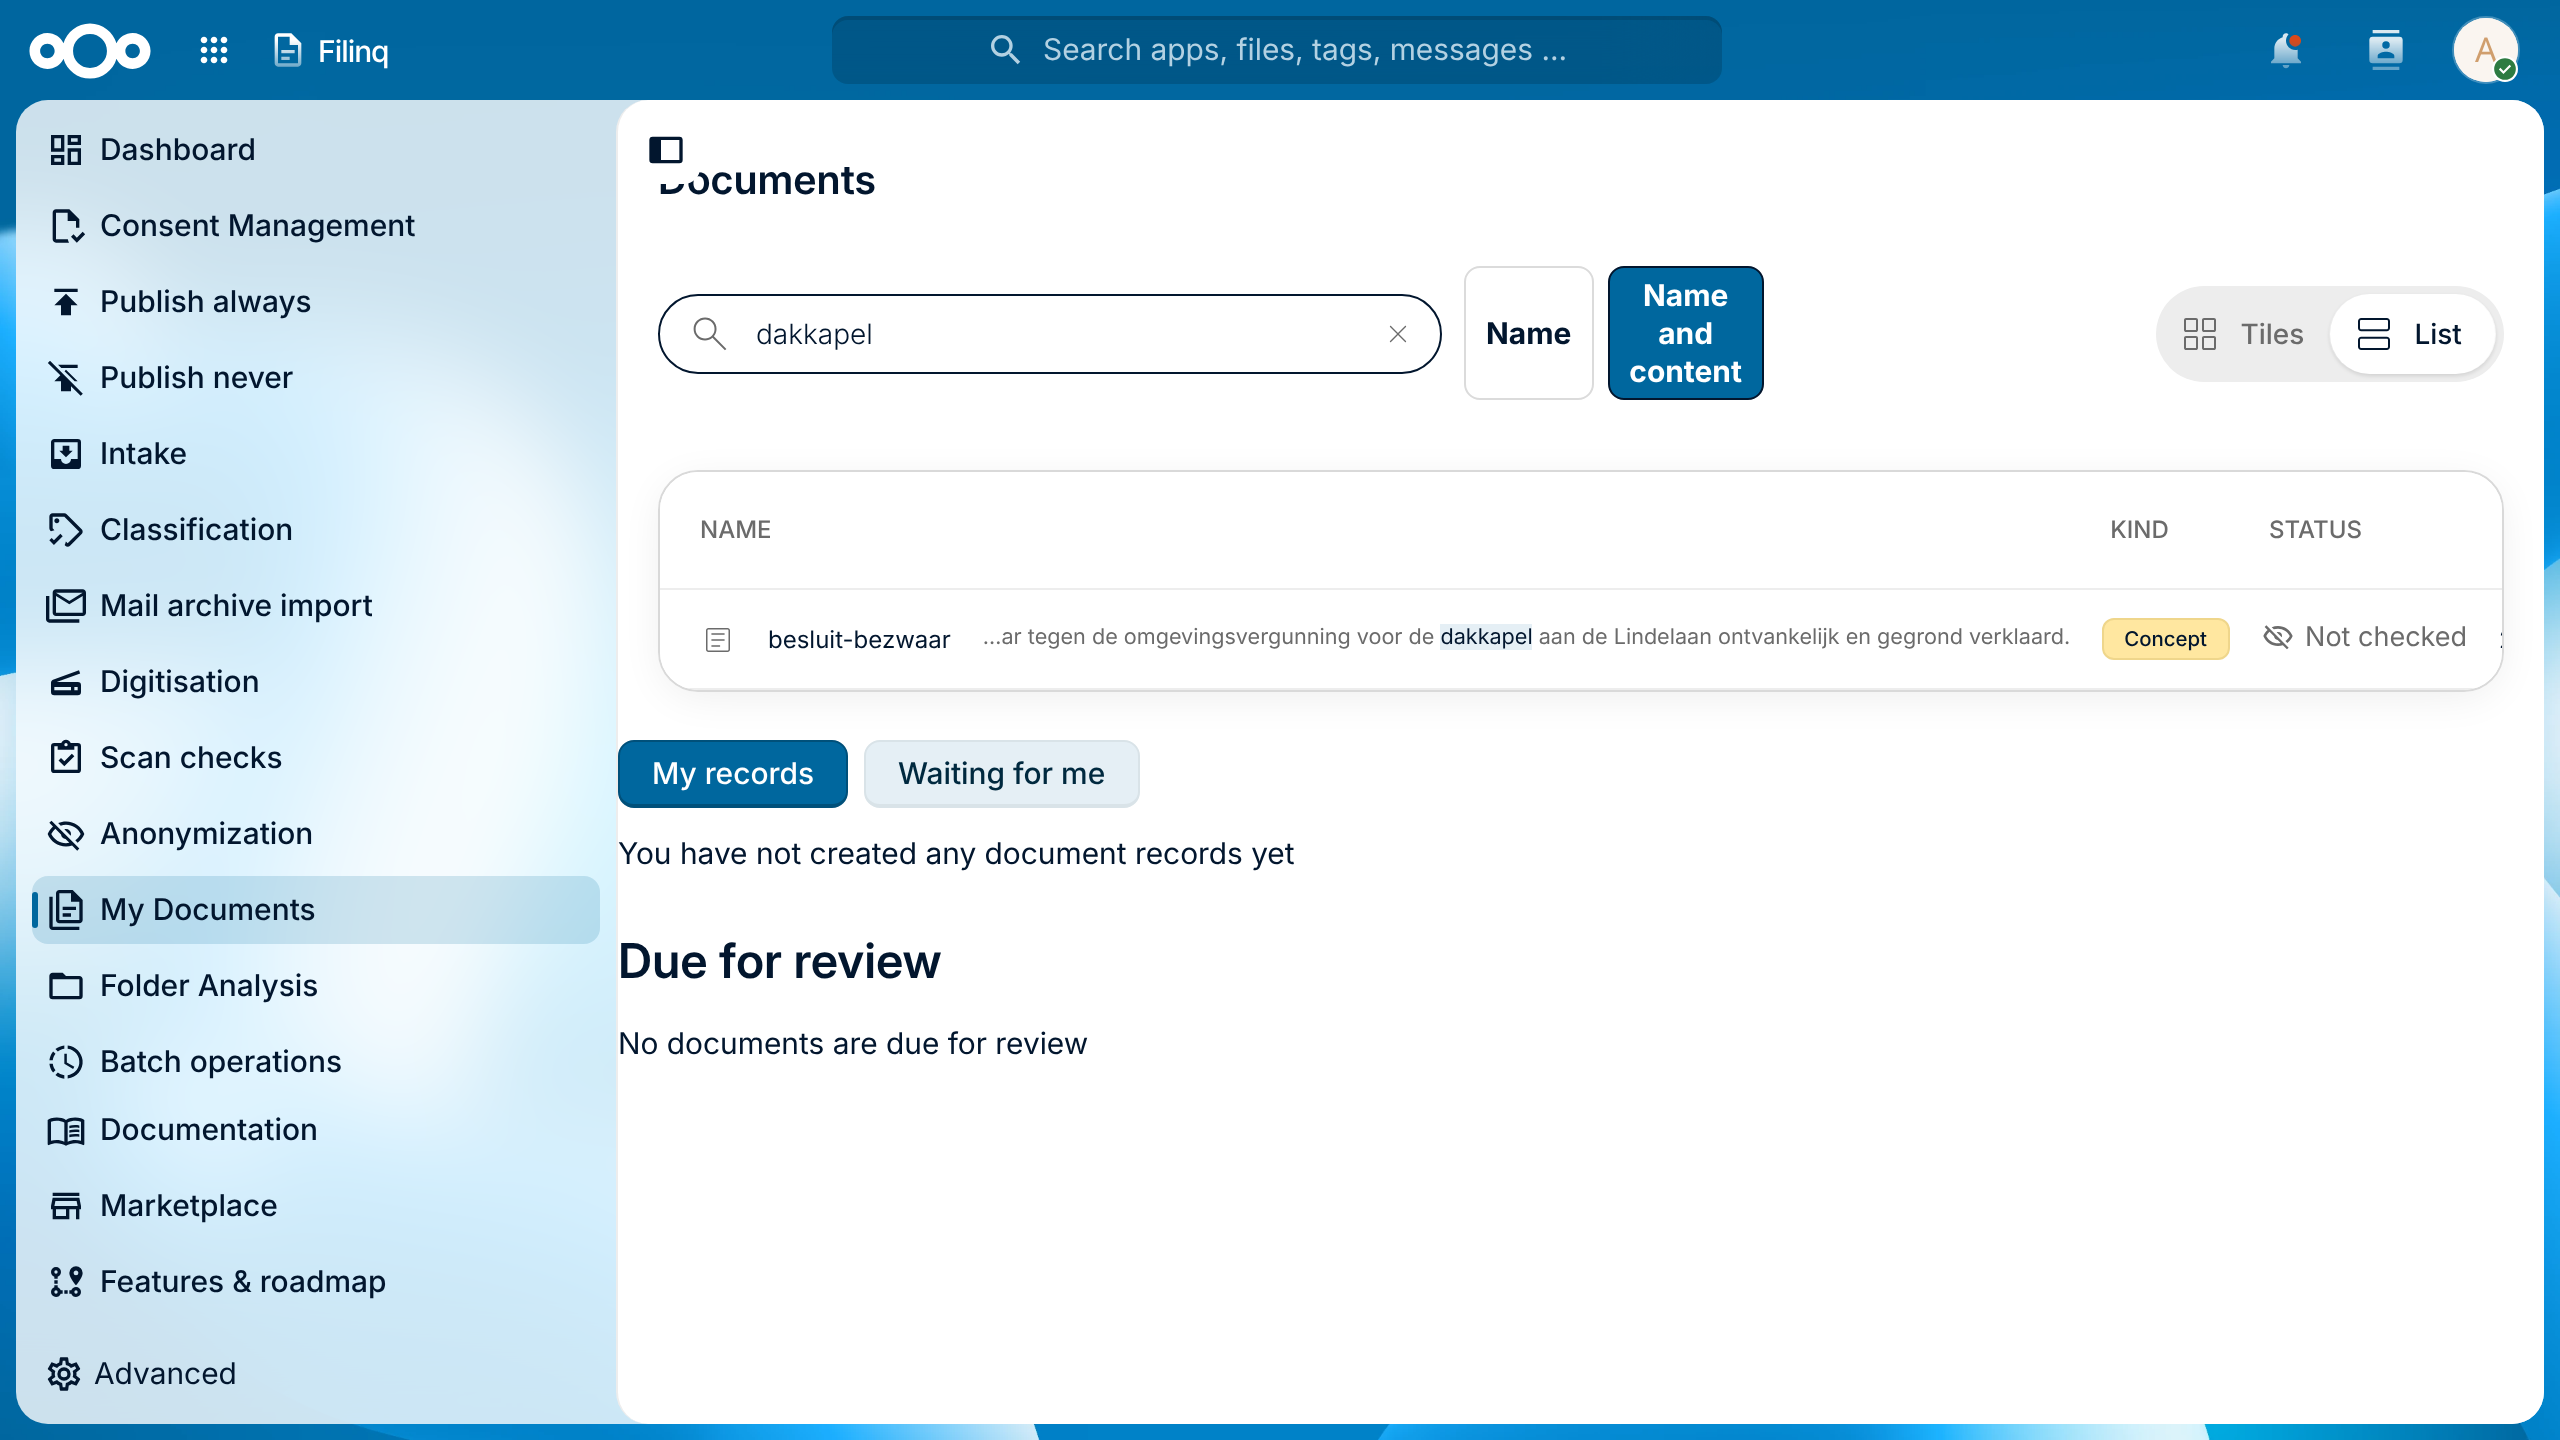 Filinq
Search apps, files, tags, messages ...
A
Dashboard
Consent Management
Publish always
Publish never
Intake
Classification
Mail archive import
Digitisation
Scan checks
Anonymization
My Documents
Folder Analysis
Batch operations
Documentation
Marketplace
Features & roadmap
Advanced
Documents
dakkapel
Name
Name
and
content
Tiles
List
NAME KIND STATUS
besluit-bezwaar ...ar tegen de omgevingsvergunning voor de dakkapel aan de Lindelaan ontvankelijk en gegrond verklaard. Concept Not checked
My records
Waiting for me
You have not created any document records yet
Due for review
No documents are due for review